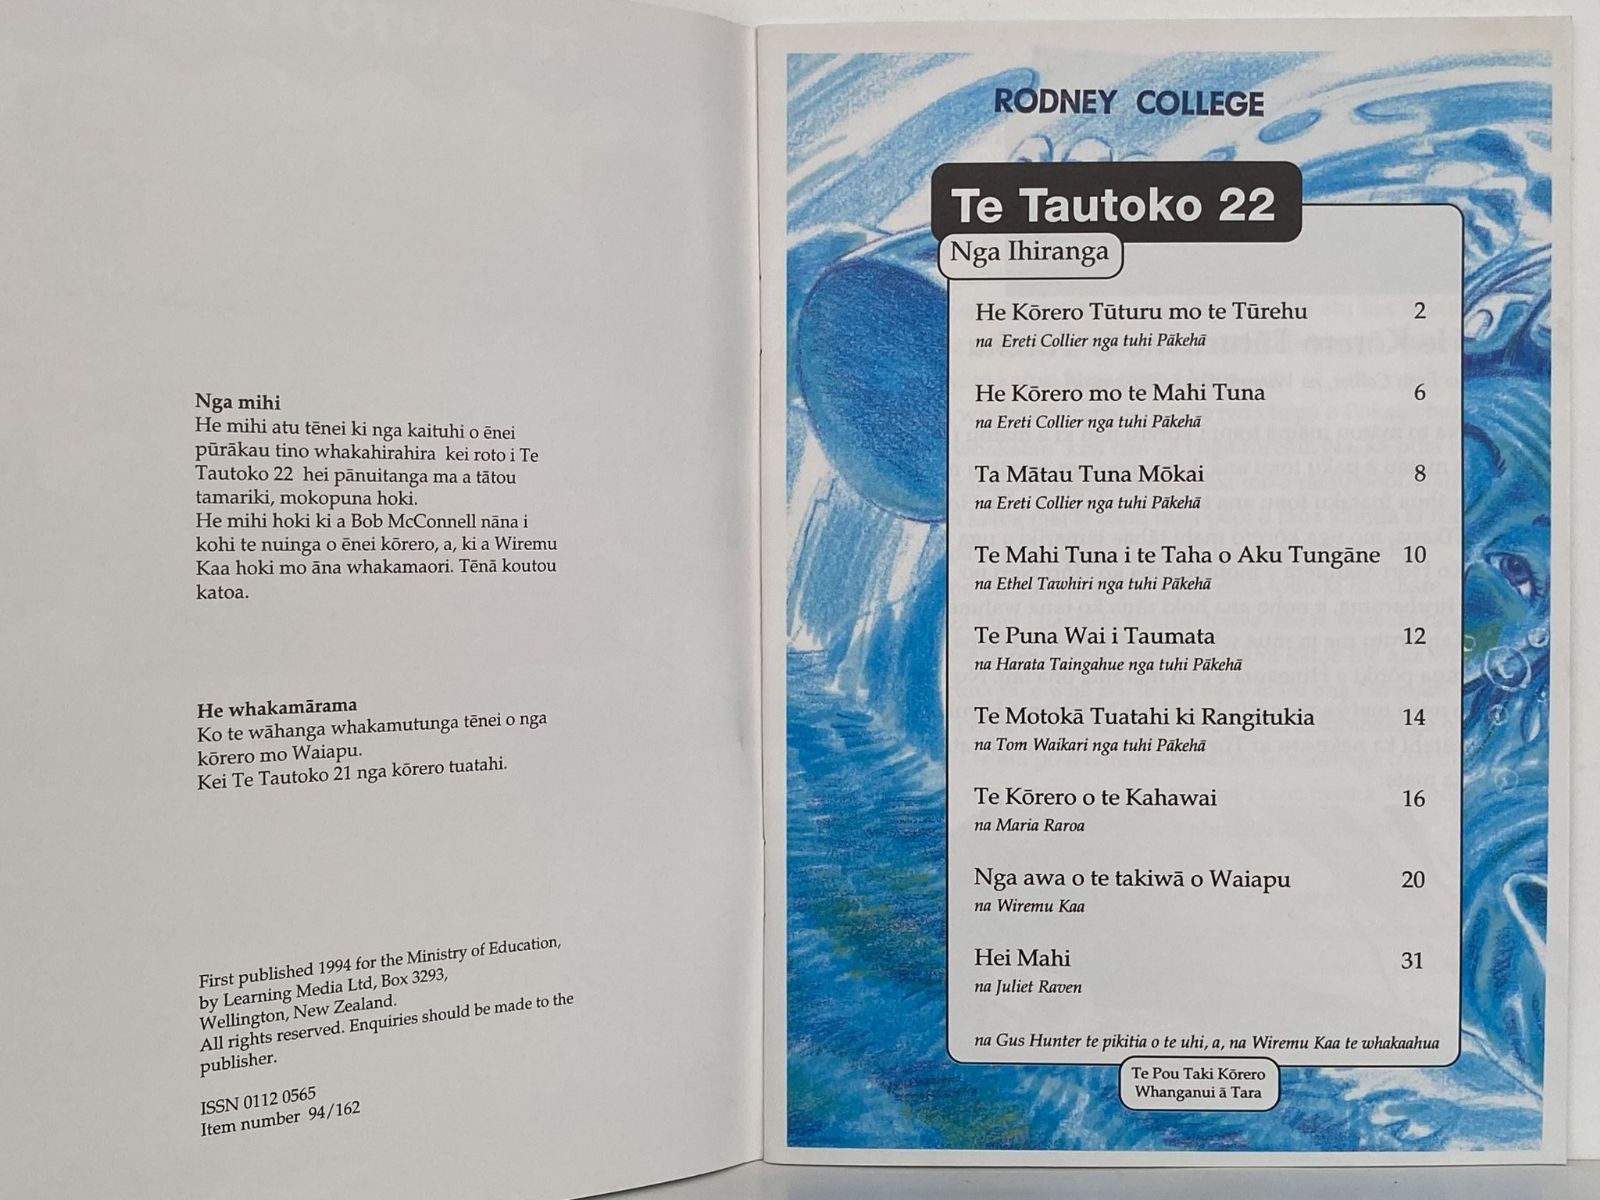 Nga mihi
He mihi atu tēnei ki nga kaituhi o ēnei
pūrākau tino whakahirahira kei roto i Te
Tautoko 22 hei pānuitanga ma a tātou
tamariki, mokopuna hoki.
He mihi hoki ki a Bob McConnell nāna i
kohi te nuinga o ēnei kōrero, a, ki a Wiremu
Kaa hoki mo āna whakamaori. Tēnā koutou
katoa.
He whakamārama
Ko te wāhanga whakamutunga tēnei o nga
kōrero mo Waiapu.
Kei Te Tautoko 21 nga kōrero tuatahi.
First published 1994 for the Ministry of Education,
by Learning Media Ltd, Box 3293,
Wellington, New Zealand.
All rights reserved. Enquiries should be made to the
publisher.
ISSN 0112 0565
Item number 94/162
RODNEY COLLEGE
Te Tautoko 22
Nga Ihiranga
He Kōrero Tūturu mo te Tūrehu 2
na Ereti Collier nga tuhi Pākehā
He Kōrero mo te Mahi Tuna 6
na Ereti Collier nga tuhi Pākehā
Ta Mātau Tuna Mōkai 8
na Ereti Collier nga tuhi Pākehā
Te Mahi Tuna i te Taha o Aku Tungāne 10
na Ethel Tawhiri nga tuhi Pākehā
Te Puna Wai i Taumata 12
na Harata Taingahue nga tuhi Pākehā
Te Motokā Tuatahi ki Rangitukia 14
na Tom Waikari nga tuhi Pākehā
Te Kōrero o te Kahawai 16
na Maria Raroa
Nga awa o te takiwā o Waiapu 20
na Wiremu Kaa
Hei Mahi 31
na Juliet Raven
na Gus Hunter te pikitia o te uhi, a, na Wiremu Kaa te whakaahua
Te Pou Taki Kōrero
Whanganui ā Tara